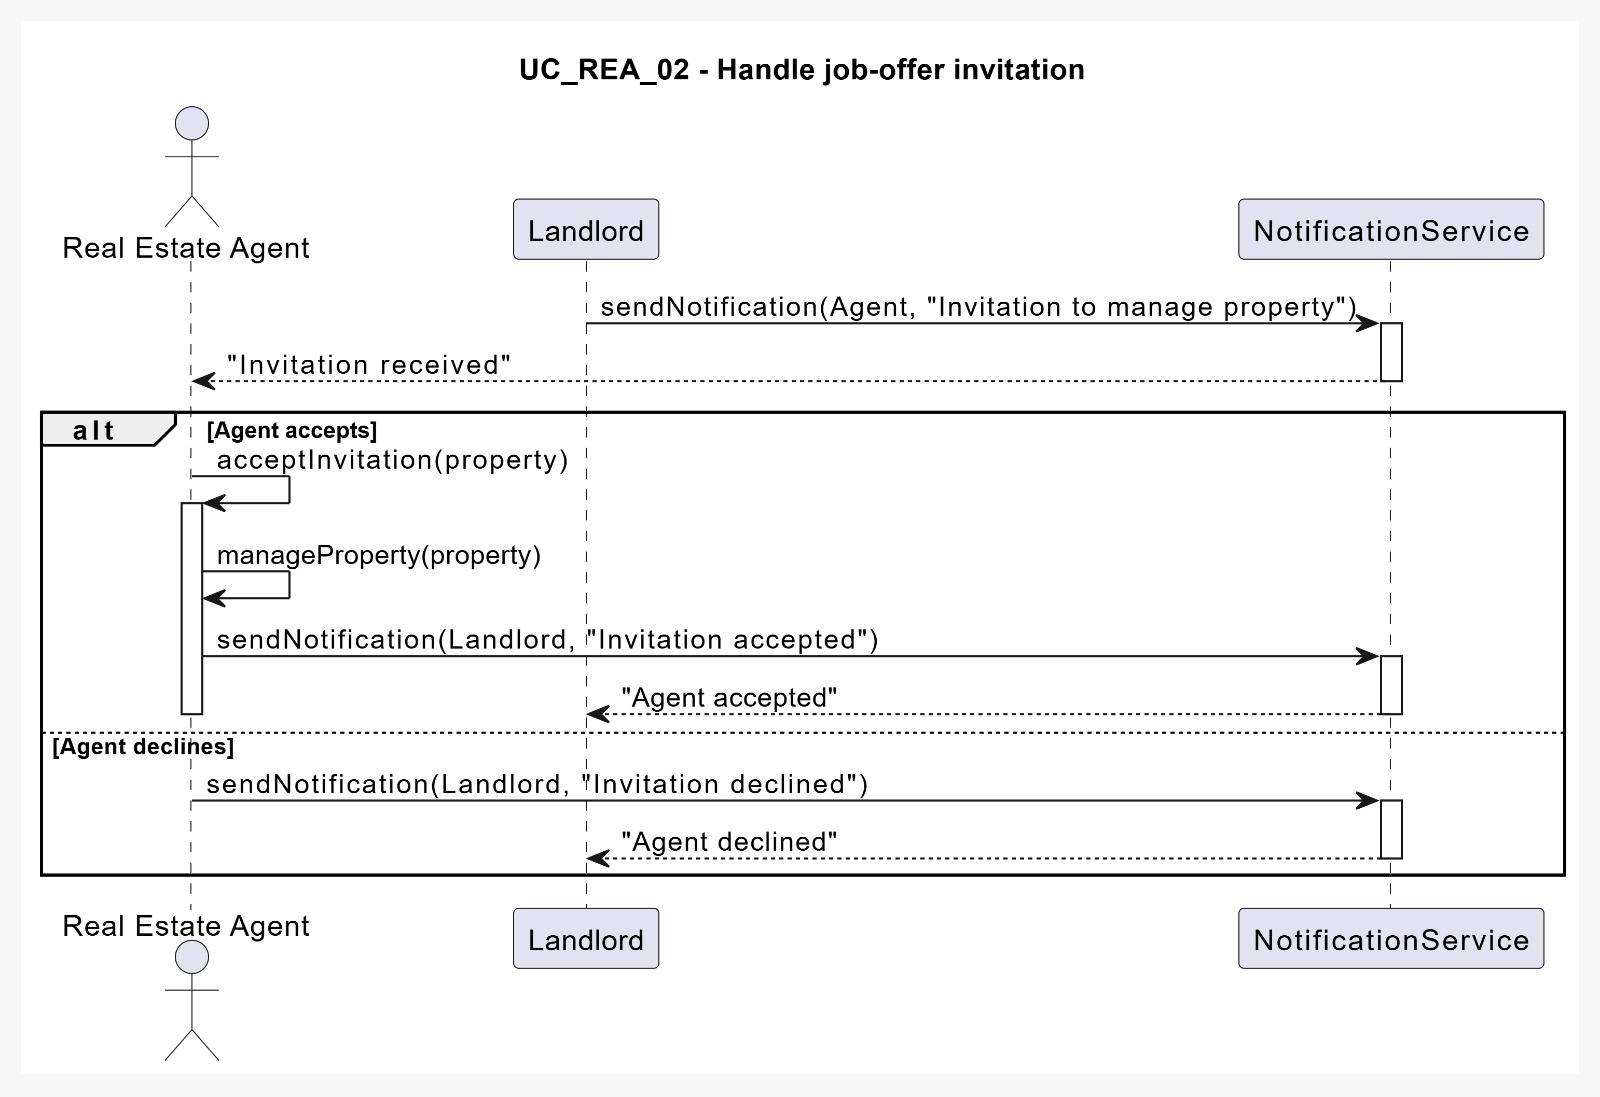 UC_REA_02 - Handle job-offer invitation
Real Estate Agent
Landlord
NotificationService
sendNotification(Agent, "Invitation to manage property")
"Invitation received"
alt
[Agent accepts]
acceptInvitation(property)
manageProperty(property)
sendNotification(Landlord, "Invitation accepted")
"Agent accepted"
[Agent declines]
sendNotification(Landlord, "Invitation declined")
"Agent declined"
Real Estate Agent
Landlord
NotificationService